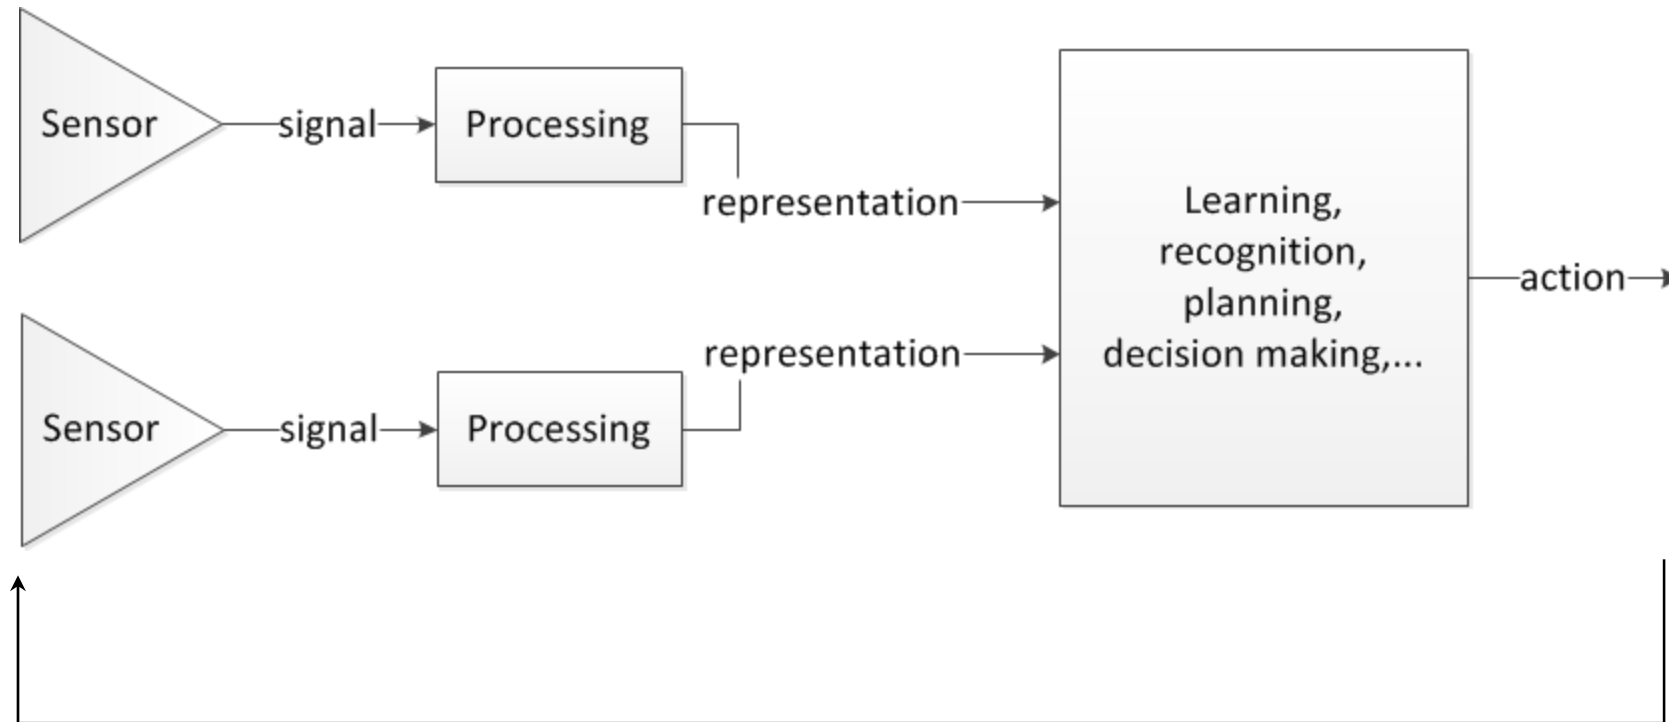 Sensor
signal
Processing
representation
Learning,
recognition,
planning,
decision making,...
action
representation
Sensor
signal
Processing